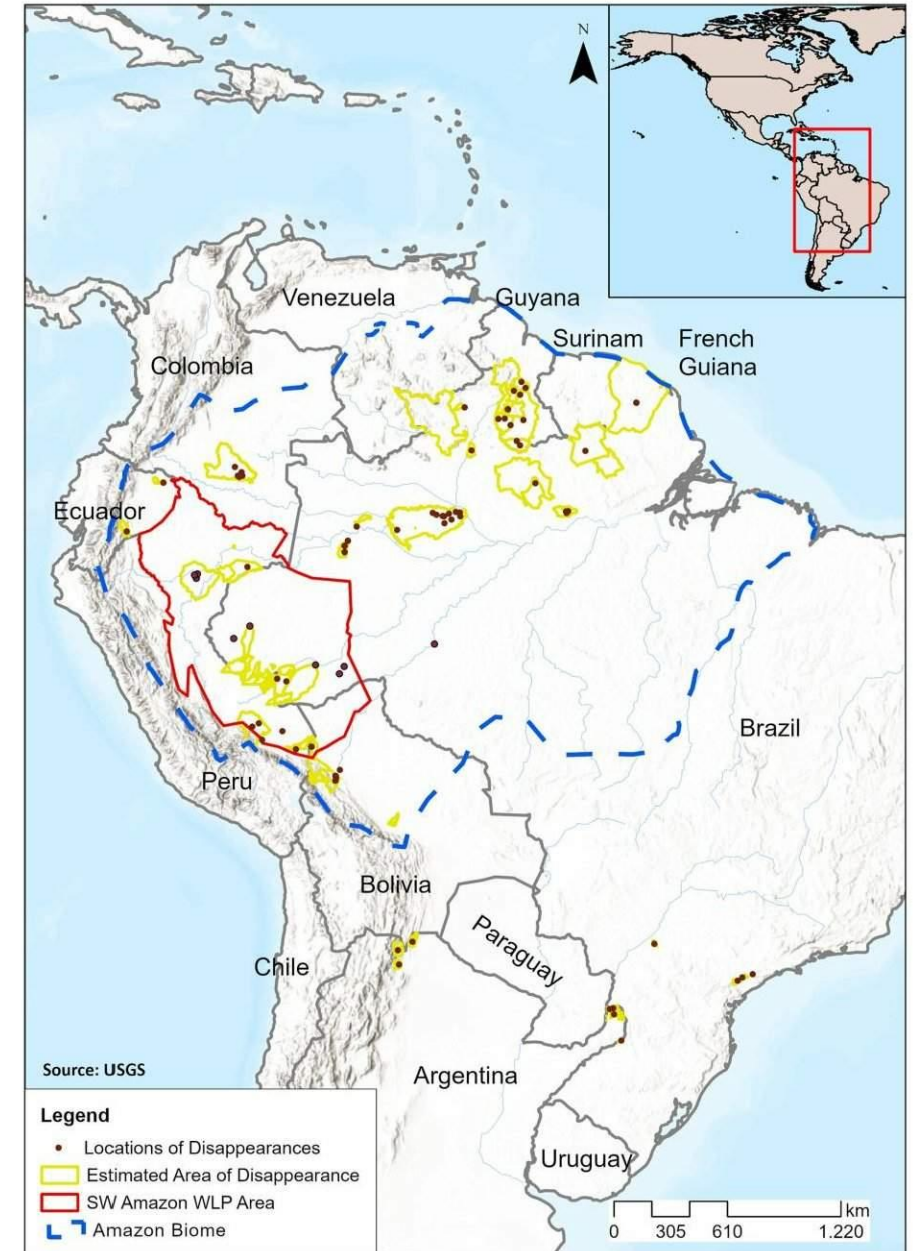 N
Venezuela
Guyana
Surinam
French
Guiana
Colombia
Ecuador
Brazil
Peru
Bolivia
Paraguay
Chile
Argentina
Uruguay
Source: USGS
Legend
Locations of Disappearances
Estimated Area of Disappearance
SW Amazon WLP Area
Amazon Biome
km
0 305 610 1.220